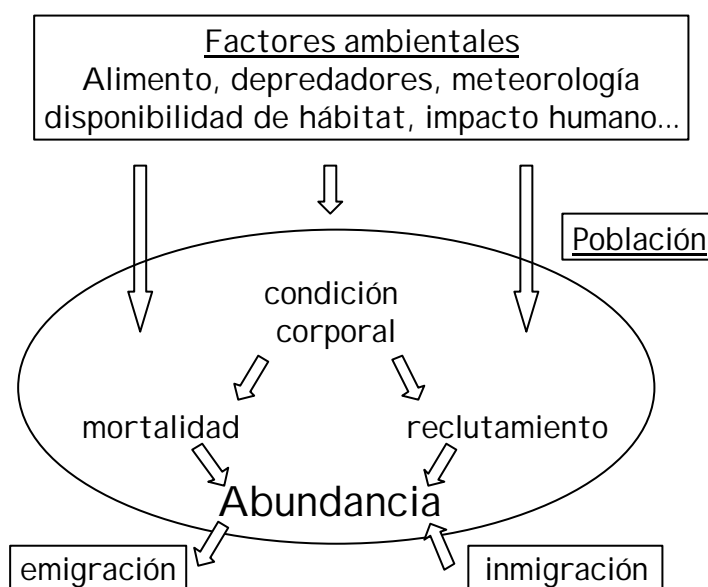 Factores ambientales
Alimento, depredadores, meteorología
disponibilidad de hábitat, impacto humano...
Población
condición
corporal
mortalidad
reclutamiento
Abundancia
emigración
inmigración